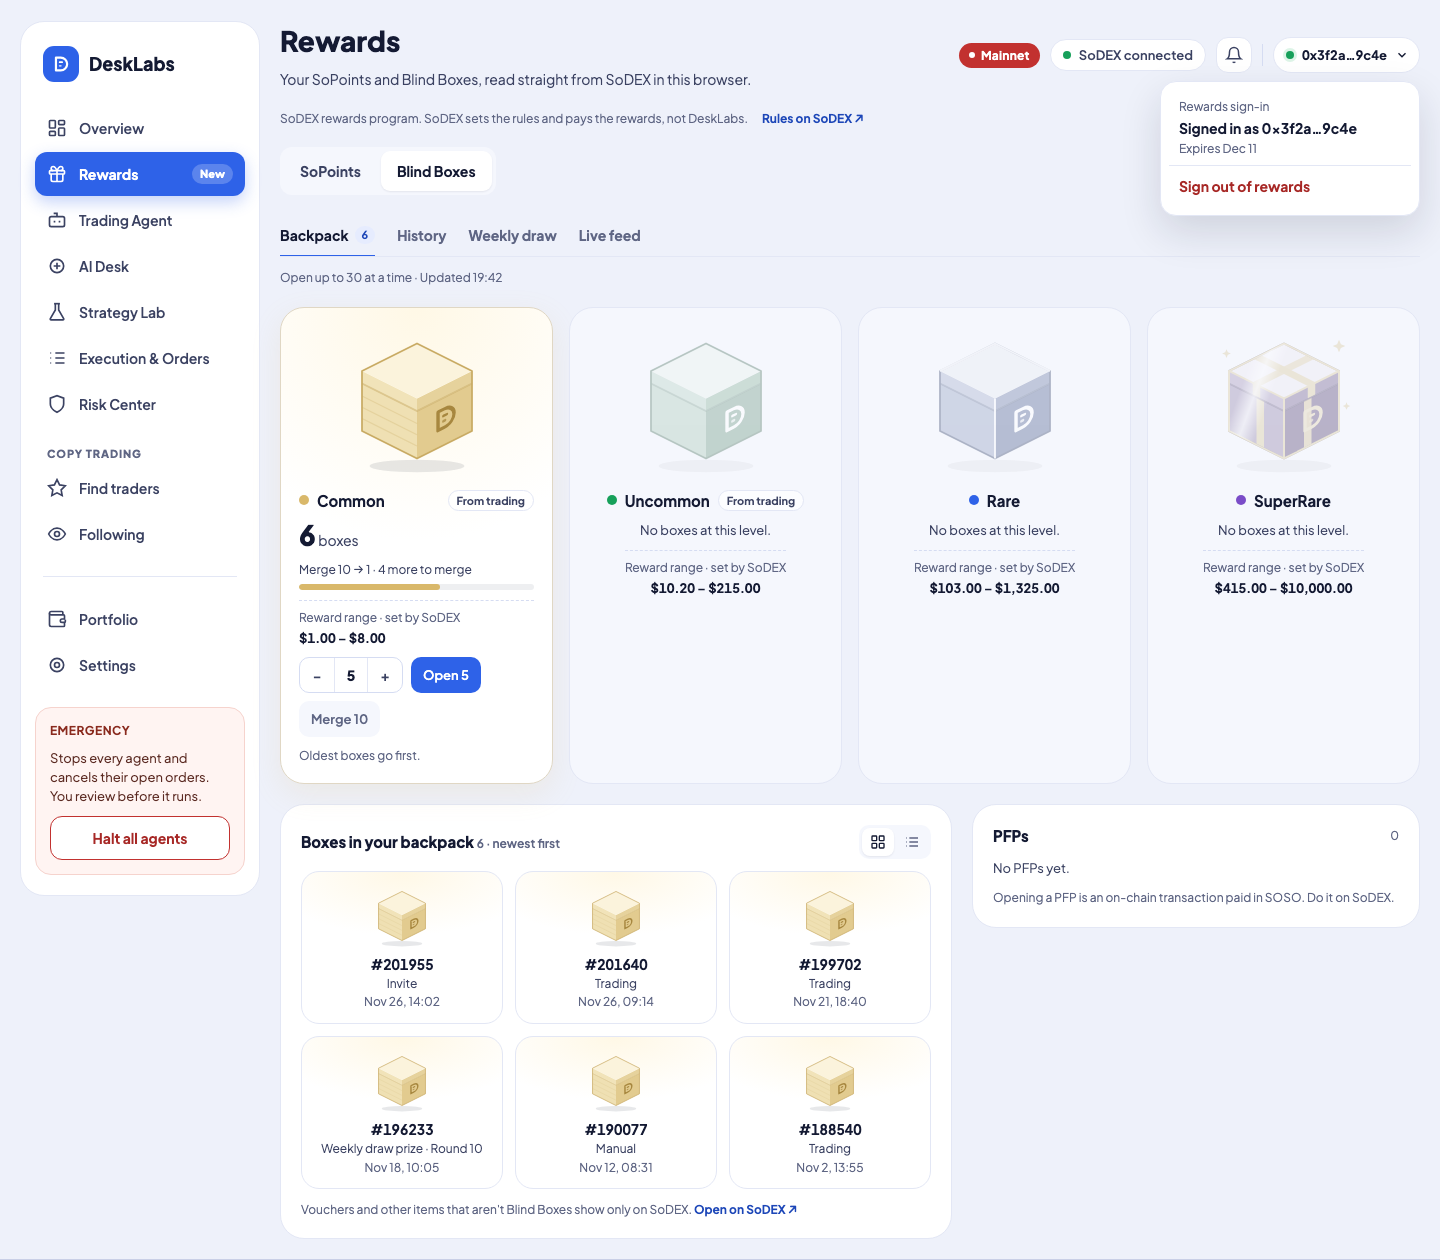 DeskLabs
Overview
Rewards New
Trading Agent
AI Desk
Strategy Lab
Execution & Orders
Risk Center
COPY TRADING
Find traders
Following
Portfolio
Settings
EMERGENCY
Stops every agent and
cancels their open orders.
You review before it runs.
Halt all agents
Rewards
Your SoPoints and Blind Boxes, read straight from SoDEX in this browser.
Mainnet
SoDEX connected
0x3f2a...9c4e
Rewards sign-in
Signed in as 0×3f2a...9c4e
Expires Dec 11
Sign out of rewards
SoDEX rewards program. SoDEX sets the rules and pays the rewards, not DeskLabs. Rules on SoDEX ↗
SoPoints Blind Boxes
Backpack 6 History Weekly draw Live feed
Open up to 30 at a time · Updated 19:42
Common From trading
6 boxes
Merge 10 → 1 · 4 more to merge
Reward range · set by SoDEX
$1.00 – $8.00
− 5 + Open 5
Merge 10
Oldest boxes go first.
Uncommon From trading
No boxes at this level.
Reward range · set by SoDEX
$10.20 – $215.00
Rare
No boxes at this level.
Reward range · set by SoDEX
$103.00 – $1,325.00
SuperRare
No boxes at this level.
Reward range · set by SoDEX
$415.00 – $10,000.00
Boxes in your backpack 6 · newest first
#201955
Invite
Nov 26, 14:02
#201640
Trading
Nov 26, 09:14
#199702
Trading
Nov 21, 18:40
#196233
Weekly draw prize · Round 10
Nov 18, 10:05
#190077
Manual
Nov 12, 08:31
#188540
Trading
Nov 2, 13:55
Vouchers and other items that aren't Blind Boxes show only on SoDEX. Open on SoDEX ↗
PFPs 0
No PFPs yet.
Opening a PFP is an on-chain transaction paid in SOSO. Do it on SoDEX.